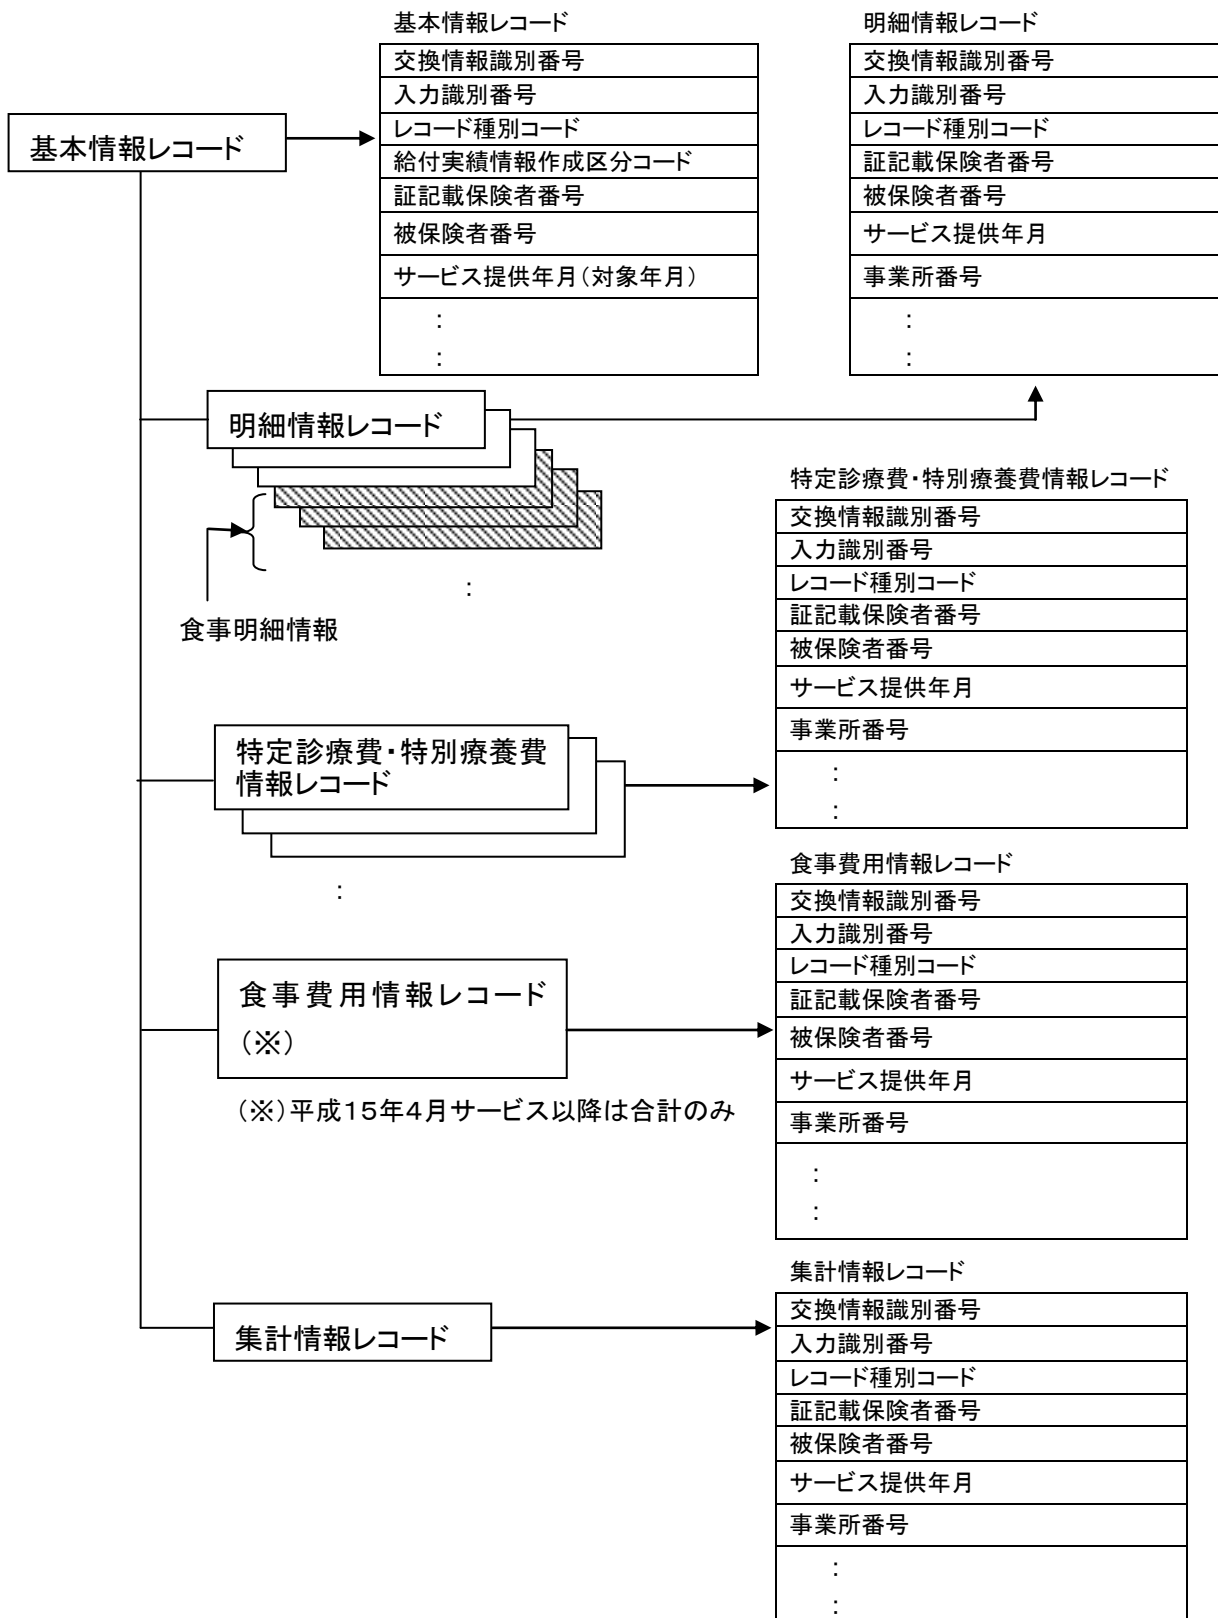 基本情報レコード
基本情報レコード
交換情報識別番号
入力識別番号
レコード種別コード
給付実績情報作成区分コード
証記載保険者番号
被保険者番号
サービス提供年月(対象年月)
:
:
明細情報レコード
交換情報識別番号
入力識別番号
レコード種別コード
証記載保険者番号
被保険者番号
サービス提供年月
事業所番号
:
:
明細情報レコード
:
食事明細情報
特定診療費・特別療養費情報レコード
交換情報識別番号
入力識別番号
レコード種別コード
証記載保険者番号
被保険者番号
サービス提供年月
事業所番号
:
:
特定診療費・特別療養費
情報レコード
:
食事費用情報レコード
交換情報識別番号
入力識別番号
レコード種別コード
証記載保険者番号
被保険者番号
サービス提供年月
事業所番号
:
:
食事費用情報レコード
(※)
(※)平成15年4月サービス以降は合計のみ
集計情報レコード
集計情報レコード
交換情報識別番号
入力識別番号
レコード種別コード
証記載保険者番号
被保険者番号
サービス提供年月
事業所番号
:
: